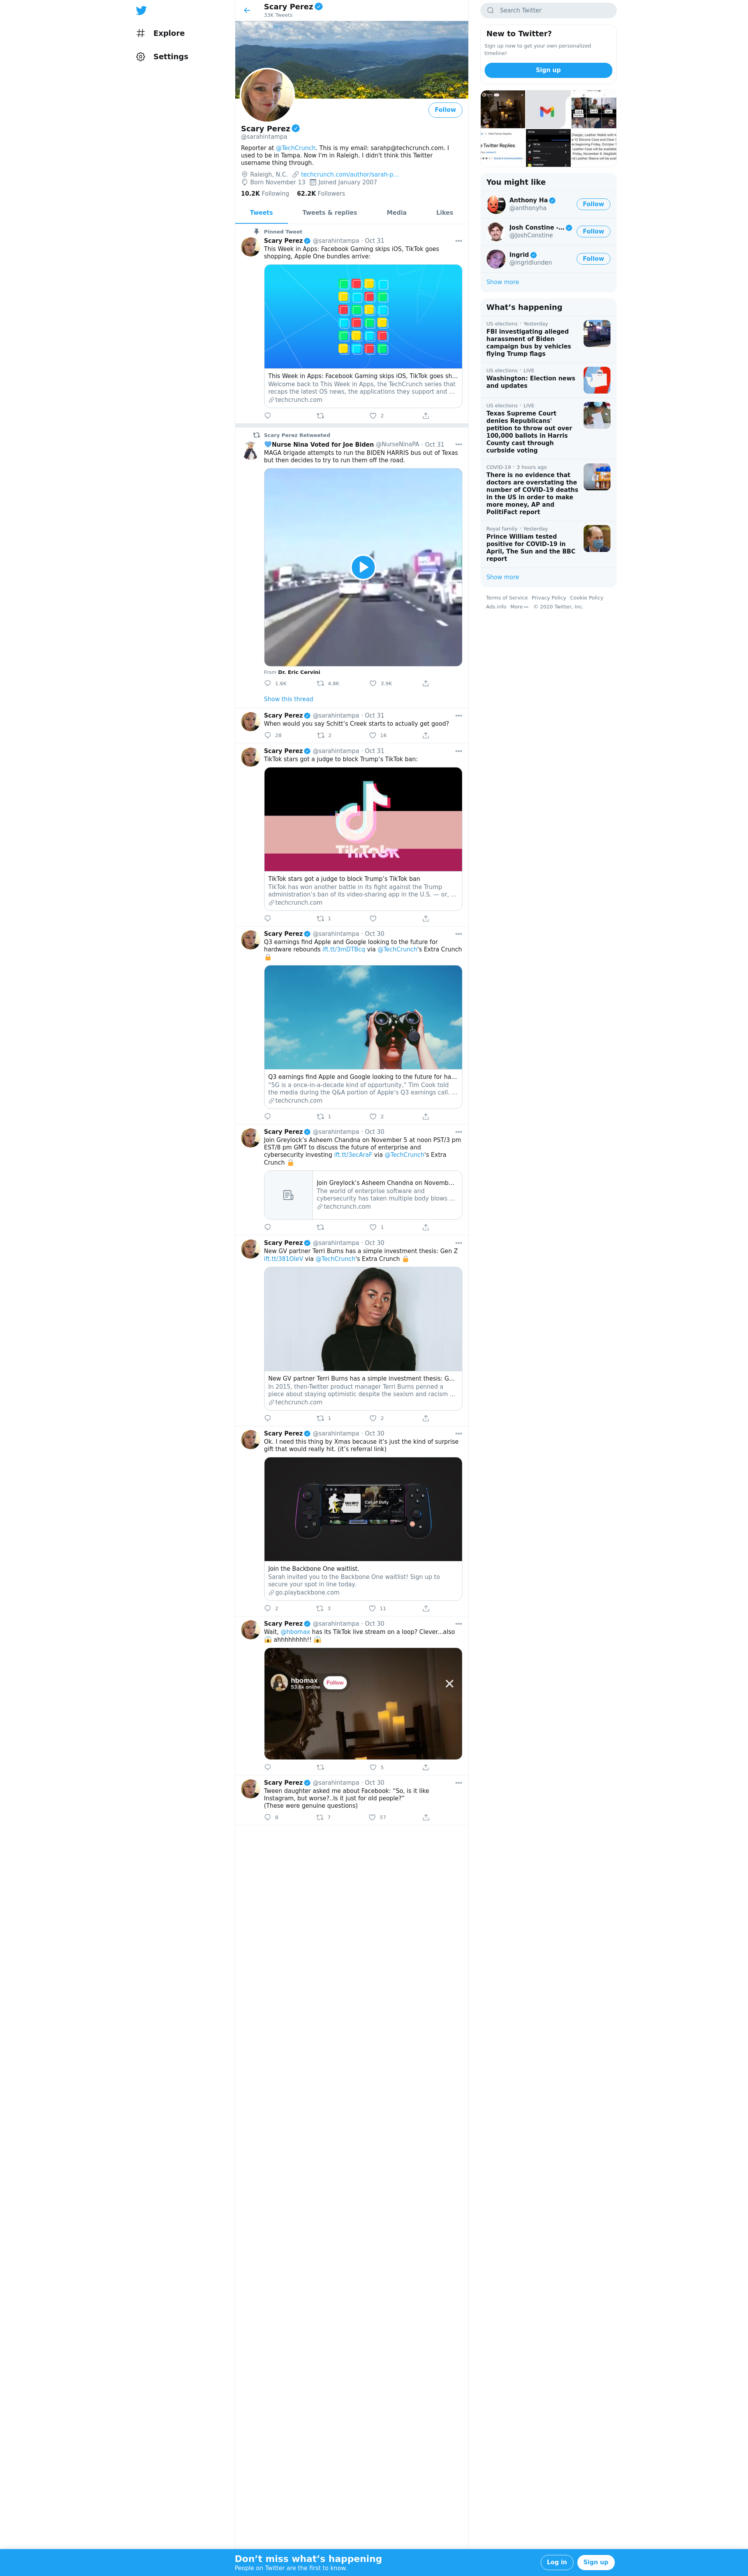 Explore
Settings
Scary Perez
33K Tweets
Follow
Scary Perez
@sarahintampa
Reporter at @TechCrunch. This is my email: sarahp@techcrunch.com. I
used to be in Tampa. Now I'm in Raleigh. I didn't think this Twitter
username thing through.
Raleigh, N.C. techcrunch.com/author/sarah-p...
Born November 13 Joined January 2007
10.2K Following 62.2K Followers
Tweets Tweets & replies Media Likes
Pinned Tweet
Scary Perez @sarahintampa · Oct 31
This Week in Apps: Facebook Gaming skips iOS, TikTok goes
shopping, Apple One bundles arrive:
This Week in Apps: Facebook Gaming skips iOS, TikTok goes sh...
Welcome back to This Week in Apps, the TechCrunch series that
recaps the latest OS news, the applications they support and ...
techcrunch.com
2
Scary Perez Retweeted
Nurse Nina Voted for Joe Biden @NurseNinaPA · Oct 31
MAGA brigade attempts to run the BIDEN HARRIS bus out of Texas
but then decides to try to run them off the road.
From Dr. Eric Cervini
1.6K 4.8K 3.9K
Show this thread
Scary Perez @sarahintampa · Oct 31
When would you say Schitt's Creek starts to actually get good?
28 2 16
Scary Perez @sarahintampa · Oct 31
TikTok stars got a judge to block Trump's TikTok ban:
TikTok
TikTok stars got a judge to block Trump's TikTok ban
TikTok has won another battle in its fight against the Trump
administration's ban of its video-sharing app in the U.S. — or, ...
techcrunch.com
1
Scary Perez @sarahintampa · Oct 30
Q3 earnings find Apple and Google looking to the future for
hardware rebounds ift.tt/3mDTBcq via @TechCrunch's Extra Crunch
Q3 earnings find Apple and Google looking to the future for ha...
"5G is a once-in-a-decade kind of opportunity," Tim Cook told
the media during the Q&A portion of Apple's Q3 earnings call. ...
techcrunch.com
1 2
Scary Perez @sarahintampa · Oct 30
Join Greylock's Asheem Chandna on November 5 at noon PST/3 pm
EST/8 pm GMT to discuss the future of enterprise and
cybersecurity investing ift.tt/3ecAraF via @TechCrunch's Extra
Crunch
Join Greylock's Asheem Chandna on Novemb...
The world of enterprise software and
cybersecurity has taken multiple body blows ...
techcrunch.com
1
Scary Perez @sarahintampa · Oct 30
New GV partner Terri Burns has a simple investment thesis: Gen Z
ift.tt/381OleV via @TechCrunch's Extra Crunch
New GV partner Terri Burns has a simple investment thesis: G...
In 2015, then-Twitter product manager Terri Burns penned a
piece about staying optimistic despite the sexism and racism ...
techcrunch.com
1 2
Scary Perez @sarahintampa · Oct 30
Ok. I need this thing by Xmas because it's just the kind of surprise
gift that would really hit. (it's referral link)
Call of Duty
Join the Backbone One waitlist.
Sarah invited you to the Backbone One waitlist! Sign up to
secure your spot in line today.
go.playbackbone.com
2 3 11
Scary Perez @sarahintampa · Oct 30
Wait, @hbomax has its TikTok live stream on a loop? Clever...also
ahhhhhhhh!!
hbomax
53.6k online
Follow
5
Scary Perez @sarahintampa · Oct 30
Tween daughter asked me about Facebook: "So, is it like
Instagram, but worse?..Is it just for old people?"
(These were genuine questions)
8 7 57
Search Twitter
New to Twitter?
Sign up now to get your own personalized
timeline!
Sign up
You might like
Anthony Ha
@anthonyha
Follow
Josh Constine -...
@JoshConstine
Follow
Ingrid
@ingridlunden
Follow
Show more
What's happening
US elections · Yesterday
FBI investigating alleged
harassment of Biden
campaign bus by vehicles
flying Trump flags
US elections · LIVE
Washington: Election news
and updates
US elections · LIVE
Texas Supreme Court
denies Republicans'
petition to throw out over
100,000 ballots in Harris
County cast through
curbside voting
COVID-19 · 3 hours ago
There is no evidence that
doctors are overstating the
number of COVID-19 deaths
in the US in order to make
more money, AP and
PolitiFact report
Royal family · Yesterday
Prince William tested
positive for COVID-19 in
April, The Sun and the BBC
report
Show more
Terms of Service Privacy Policy Cookie Policy
Ads info More © 2020 Twitter, Inc.
Don't miss what's happening
People on Twitter are the first to know.
Log in
Sign up